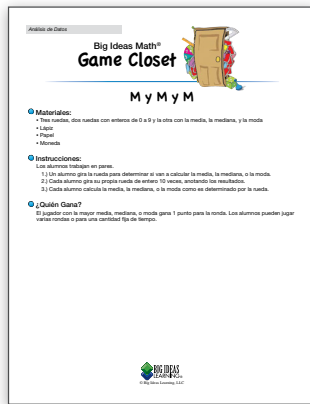 Análisis de Datos
Big Ideas Math®
Game Closet
M y M y M
Materiales:
• Tres ruedas, dos ruedas con enteros de 0 a 9 y la otra con la media, la mediana, y la moda
• Lápiz
• Papel
• Moneda
Instrucciones:
Los alumnos trabajan en pares.
1.) Un alumno gira la rueda para determinar si van a calcular la media, la mediana, o la moda.
2.) Cada alumno gira su propia rueda de entero 10 veces, anotando los resultados.
3.) Cada alumno calcula la media, la mediana, o la moda como es determinado por la rueda.
¿Quién Gana?
El jugador con la mayor media, mediana, o moda gana 1 punto para la ronda. Los alumnos pueden jugar
varias rondas o para una cantidad fija de tiempo.
BIG IDEAS
LEARNING
© Big Ideas Learning, LLC